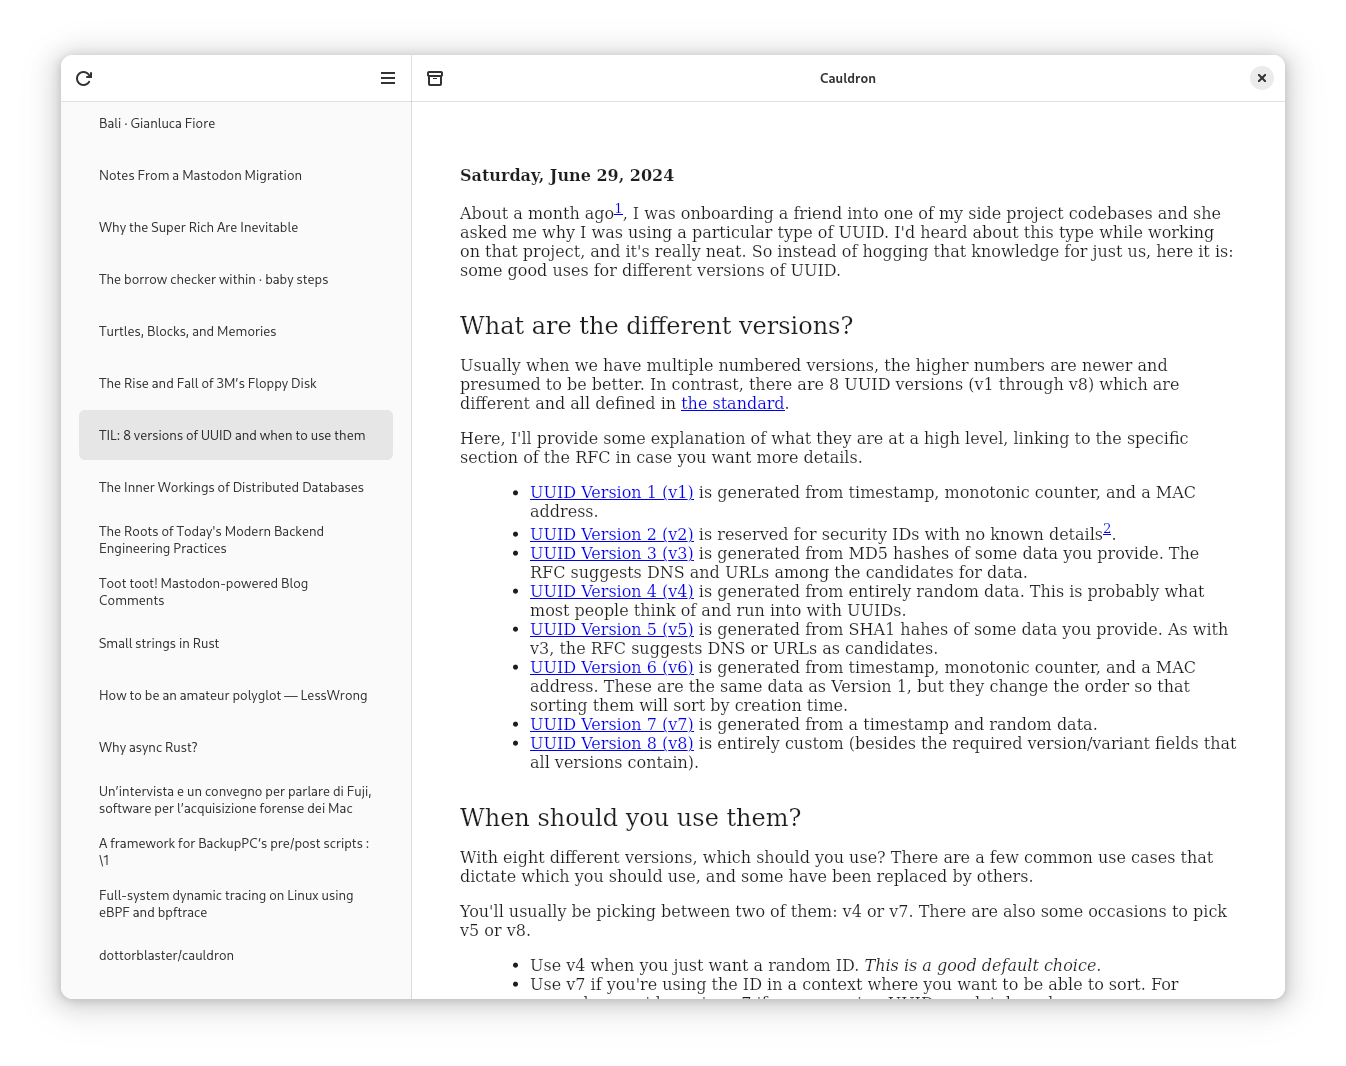 Cauldron
Bali · Gianluca Fiore
Notes From a Mastodon Migration
Why the Super Rich Are Inevitable
The borrow checker within · baby steps
Turtles, Blocks, and Memories
The Rise and Fall of 3M’s Floppy Disk
TIL: 8 versions of UUID and when to use them
The Inner Workings of Distributed Databases
The Roots of Today's Modern Backend
Engineering Practices
Toot toot! Mastodon-powered Blog
Comments
Small strings in Rust
How to be an amateur polyglot — LessWrong
Why async Rust?
Un’intervista e un convegno per parlare di Fuji,
software per l’acquisizione forense dei Mac
A framework for BackupPC’s pre/post scripts :
\1
Full-system dynamic tracing on Linux using
eBPF and bpftrace
dottorblaster/cauldron
Saturday, June 29, 2024
About a month ago1, I was onboarding a friend into one of my side project codebases and she
asked me why I was using a particular type of UUID. I'd heard about this type while working
on that project, and it's really neat. So instead of hogging that knowledge for just us, here it is:
some good uses for different versions of UUID.
What are the different versions?
Usually when we have multiple numbered versions, the higher numbers are newer and
presumed to be better. In contrast, there are 8 UUID versions (v1 through v8) which are
different and all defined in the standard.
Here, I'll provide some explanation of what they are at a high level, linking to the specific
section of the RFC in case you want more details.
• UUID Version 1 (v1) is generated from timestamp, monotonic counter, and a MAC
address.
• UUID Version 2 (v2) is reserved for security IDs with no known details2.
• UUID Version 3 (v3) is generated from MD5 hashes of some data you provide. The
RFC suggests DNS and URLs among the candidates for data.
• UUID Version 4 (v4) is generated from entirely random data. This is probably what
most people think of and run into with UUIDs.
• UUID Version 5 (v5) is generated from SHA1 hahes of some data you provide. As with
v3, the RFC suggests DNS or URLs as candidates.
• UUID Version 6 (v6) is generated from timestamp, monotonic counter, and a MAC
address. These are the same data as Version 1, but they change the order so that
sorting them will sort by creation time.
• UUID Version 7 (v7) is generated from a timestamp and random data.
• UUID Version 8 (v8) is entirely custom (besides the required version/variant fields that
all versions contain).
When should you use them?
With eight different versions, which should you use? There are a few common use cases that
dictate which you should use, and some have been replaced by others.
You'll usually be picking between two of them: v4 or v7. There are also some occasions to pick
v5 or v8.
• Use v4 when you just want a random ID. This is a good default choice.
• Use v7 if you're using the ID in a context where you want to be able to sort. For